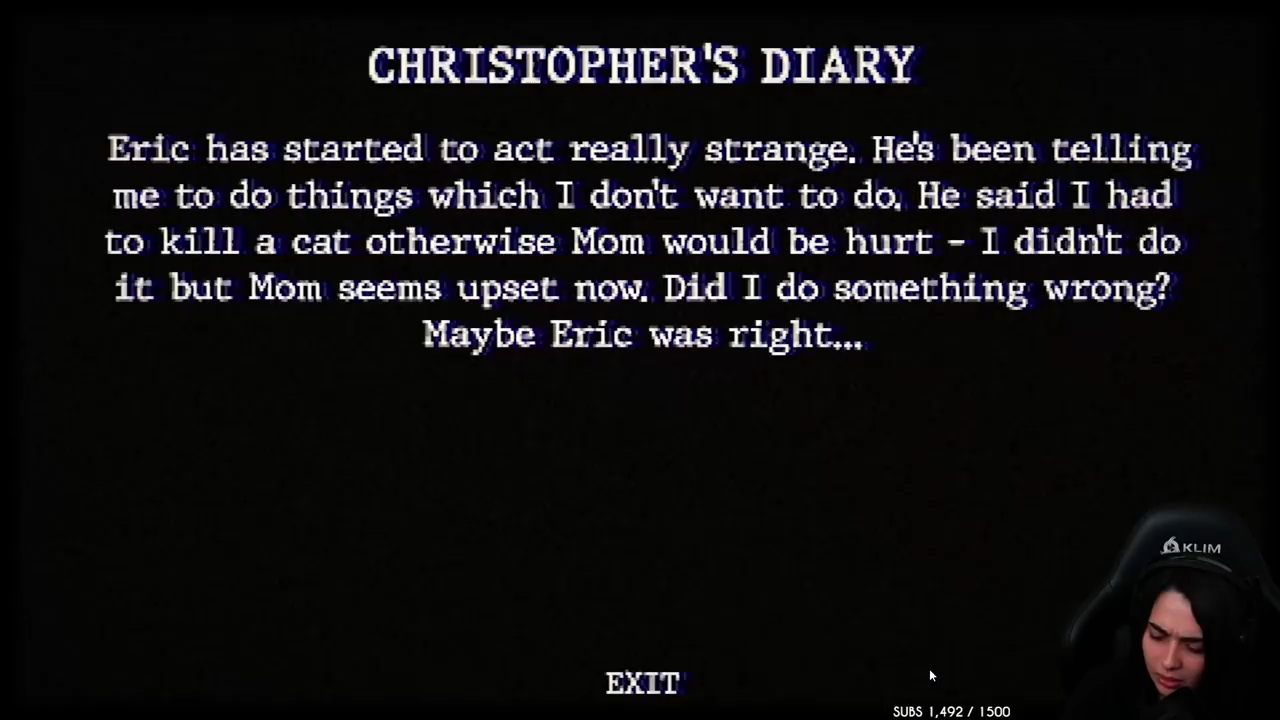 CHRISTOPHER'S DIARY
Eric has started to act really strange. He's been telling
me to do things which I don't want to do. He said I had
to kill a cat otherwise Mom would be hurt - I didn't do
it but Mom seems upset now. Did I do something wrong?
Maybe Eric was right...
KLIM
EXIT
SUBS 1,492 / 1500